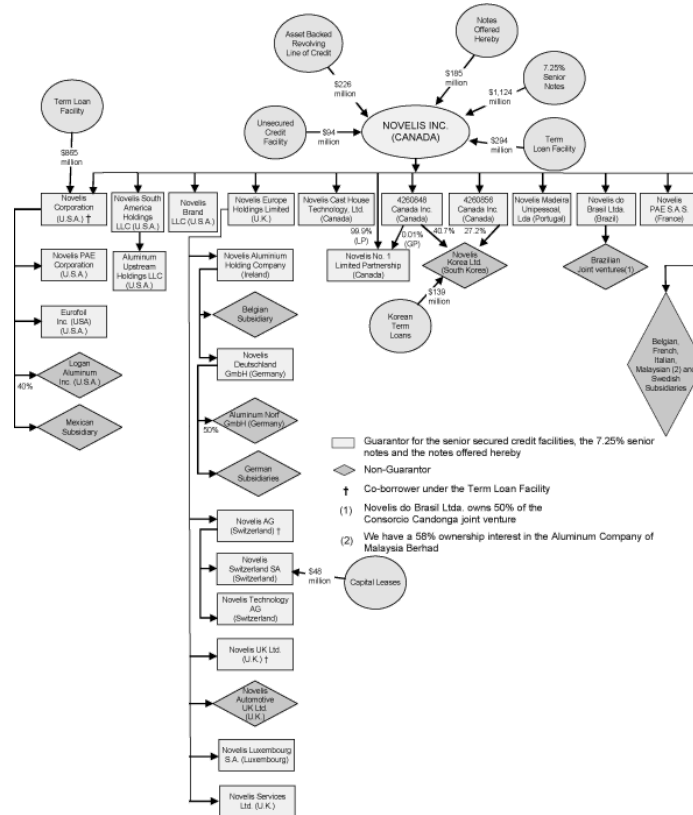 Asset Backed
Revolving
Line of Credit
Notes
Offered
Hereby
7.25%
Senior
Notes
Term Loan
Facility
Unsecured
Credit
Facility
Term
Loan Facility
$226
million
$185
million
$1,124
million
$94
million
$294
million
$865
million
NOVELIS INC.
(CANADA)
Novelis
Corporation
(U.S.A.) †
Novelis South
America
Holdings
LLC (U.S.A.)
Novelis
Brand
LLC (U.S.A.)
Novelis Europe
Holdings Limited
(U.K.)
Novelis Cast House
Technology, Ltd.
(Canada)
4260848
Canada Inc.
(Canada)
4260856
Canada Inc.
(Canada)
Novelis Madeira
Unipessoal,
Lda (Portugal)
Novelis do
Brasil Ltda.
(Brazil)
Novelis
PAE S.A.S.
(France)
99.9%
(LP)
0.01%
(GP)
40.7%
27.2%
Novelis PAE
Corporation
(U.S.A.)
Aluminum
Upstream
Holdings LLC
(U.S.A.)
Novelis Aluminium
Holding Company
(Ireland)
Novelis No. 1
Limited Partnership
(Canada)
Novelis
Korea Ltd.
(South Korea)
Brazilian
Joint ventures(1)
$139
million
Korean
Term
Loans
Eurofoil
Inc. (USA)
(U.S.A.)
Belgian
Subsidiary
Belgian,
French,
Italian,
Malaysian (2) and
Swedish
Subsidiaries
40%
Logan
Aluminum
Inc. (U.S.A.)
Novelis
Deutschland
GmbH (Germany)
Mexican
Subsidiary
50%
Aluminum Norf
GmbH (Germany)
German
Subsidiaries
Guarantor for the senior secured credit facilities, the 7.25% senior
notes and the notes offered hereby
Non-Guarantor
† Co-borrower under the Term Loan Facility
(1) Novelis do Brasil Ltda. owns 50% of the
Consorcio Candonga joint venture
(2) We have a 58% ownership interest in the Aluminum Company of
Malaysia Berhad
Novelis AG
(Switzerland) †
Novelis
Switzerland SA
(Switzerland)
$48
million
Capital Leases
Novelis Technology
AG
(Switzerland)
Novelis UK Ltd.
(U.K.) †
Novelis
Automotive
UK Ltd.
(U.K.)
Novelis Luxembourg
S.A. (Luxembourg)
Novelis Services
Ltd. (U.K.)